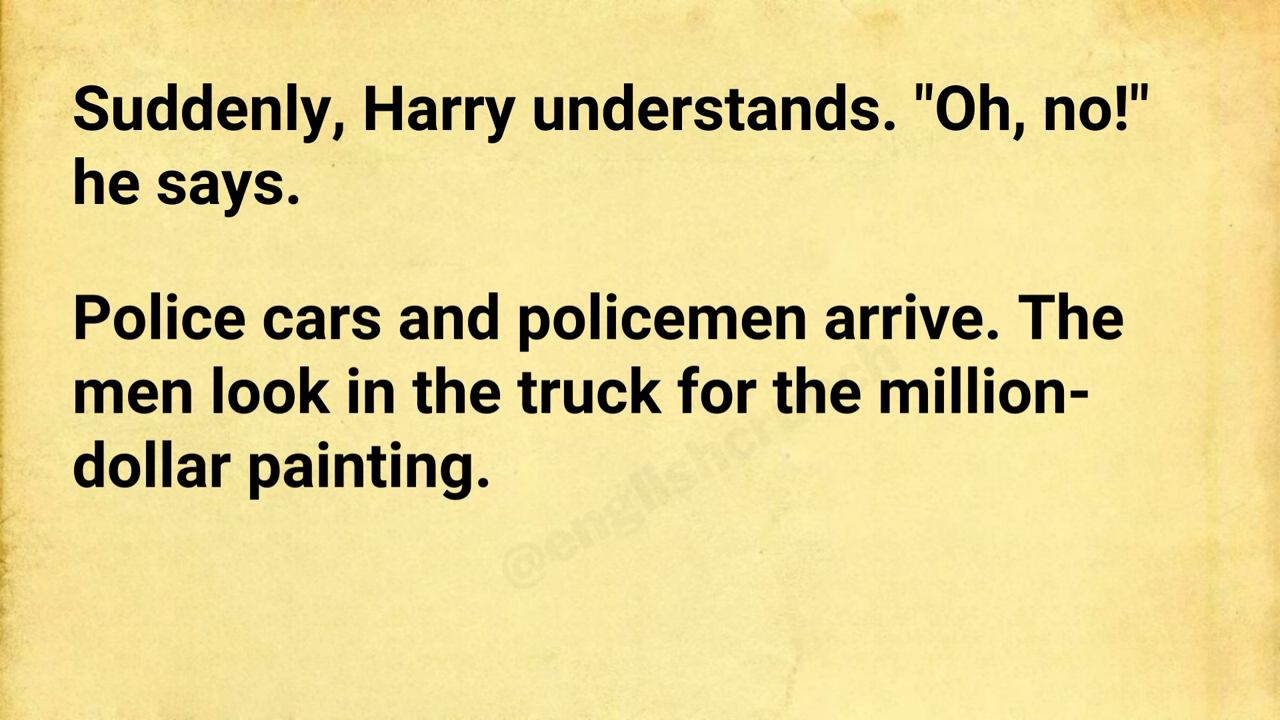 Suddenly, Harry understands. "Oh, no!"
he says.
Police cars and policemen arrive. The
men look in the truck for the million-
dollar painting.